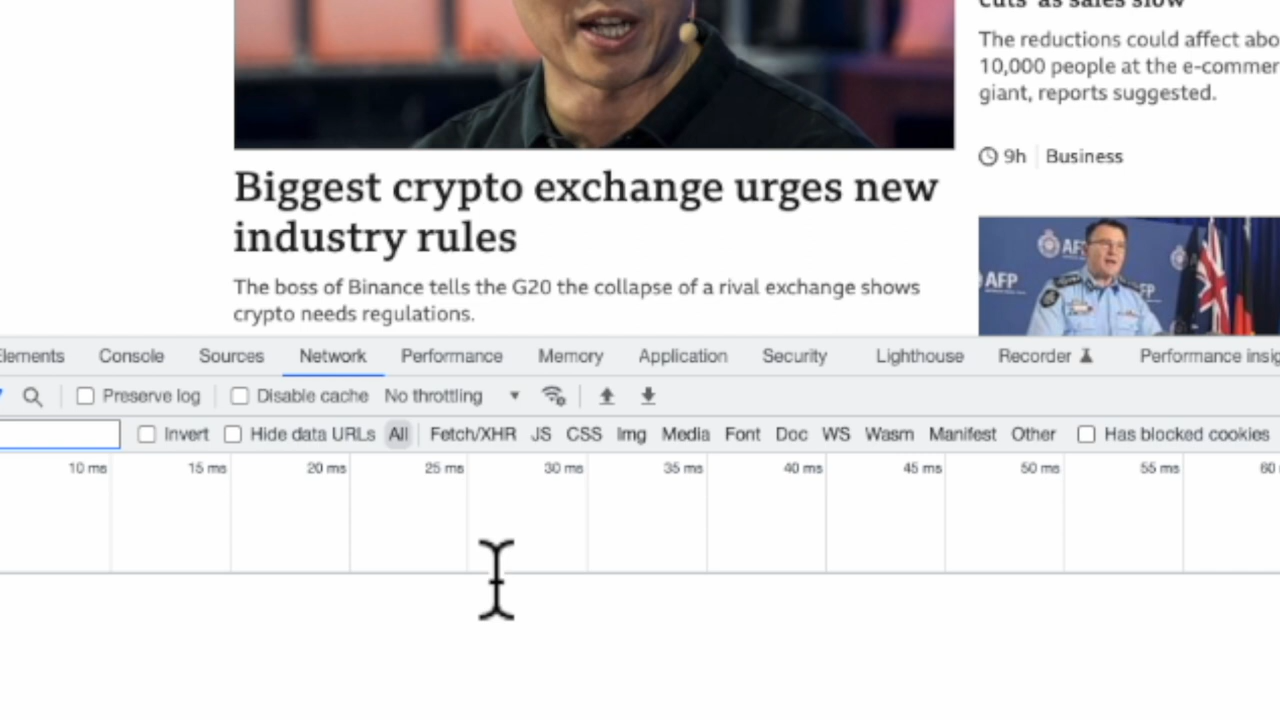 cuts' as sales slow
The reductions could affect abo
10,000 people at the e-commer
giant, reports suggested.
9h Business
Biggest crypto exchange urges new
industry rules
The boss of Binance tells the G20 the collapse of a rival exchange shows
crypto needs regulations.
AFP
AFP
Elements Console Sources Network Performance Memory Application Security Lighthouse Recorder Performance insig
Preserve log Disable cache No throttling
Invert Hide data URLs All Fetch/XHR JS CSS Img Media Font Doc WS Wasm Manifest Other Has blocked cookies
10 ms 15 ms 20 ms 25 ms 30 ms 35 ms 40 ms 45 ms 50 ms 55 ms 60